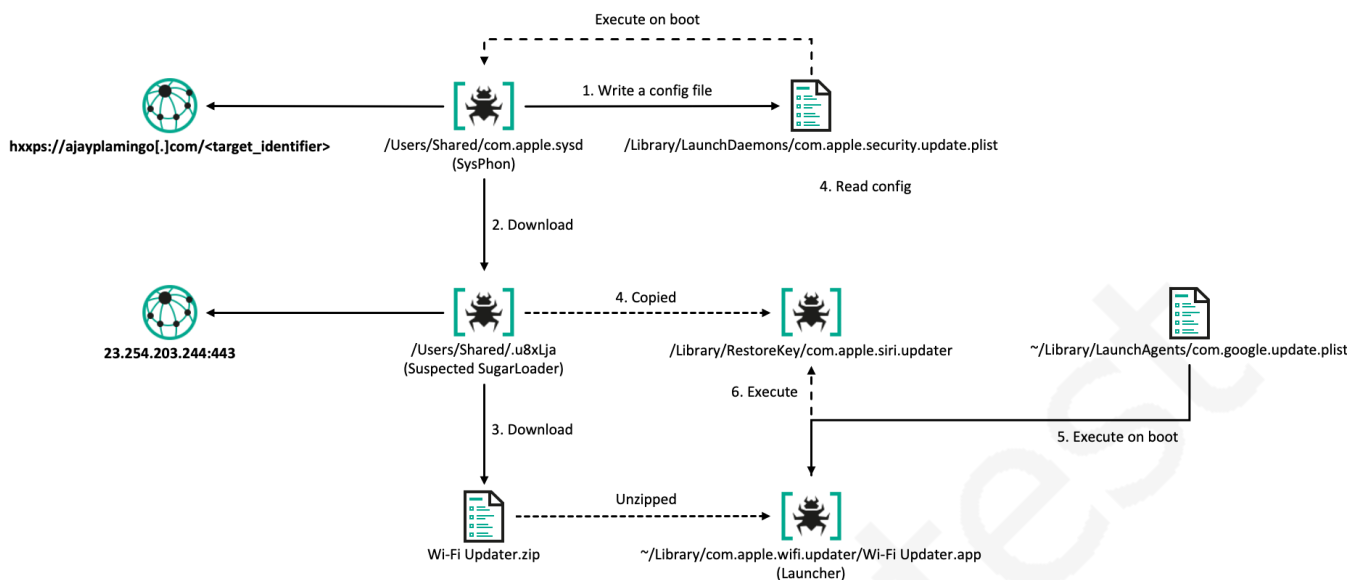 Execute on boot
1. Write a config file
hxxps://ajayplamingo[.]com/<target_identifier>
/Users/Shared/com.apple.sysd
(SysPhon)
/Library/LaunchDaemons/com.apple.security.update.plist
4. Read config
2. Download
4. Copied
23.254.203.244:443
/Users/Shared/.u8xLja
(Suspected SugarLoader)
/Library/RestoreKey/com.apple.siri.updater
~/Library/LaunchAgents/com.google.update.plist
6. Execute
3. Download
5. Execute on boot
Unzipped
Wi-Fi Updater.zip
~/Library/com.apple.wifi.updater/Wi-Fi Updater.app
(Launcher)